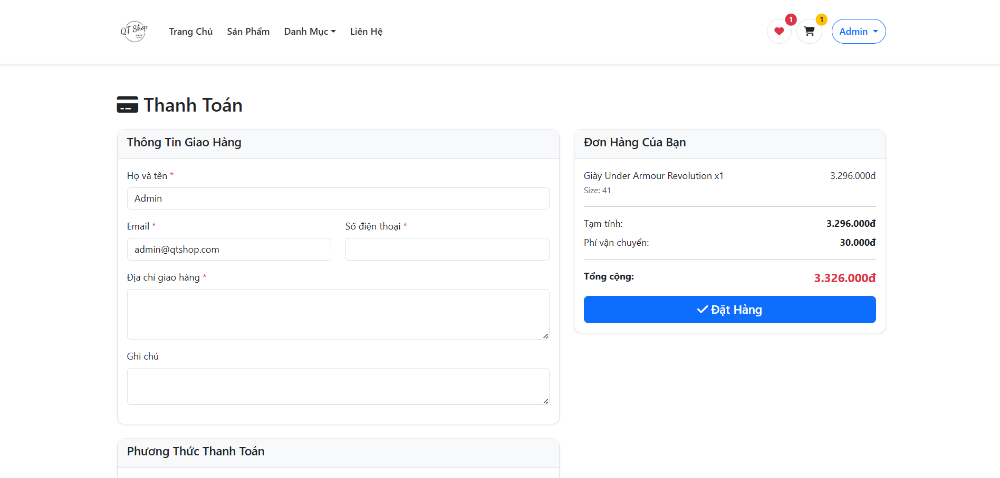 QT Shop
SINCE
Trang Chủ
Sản Phẩm
Danh Mục
Liên Hệ
1
1
Admin
Thanh Toán
Thông Tin Giao Hàng
Họ và tên *
Admin
Email *
Số điện thoại *
admin@qtshop.com
Địa chỉ giao hàng *
Ghi chú
Phương Thức Thanh Toán
Đơn Hàng Của Bạn
Giày Under Armour Revolution x1 3.296.000đ
Size: 41
Tạm tính: 3.296.000đ
Phí vận chuyển: 30.000đ
Tổng cộng: 3.326.000đ
Đặt Hàng